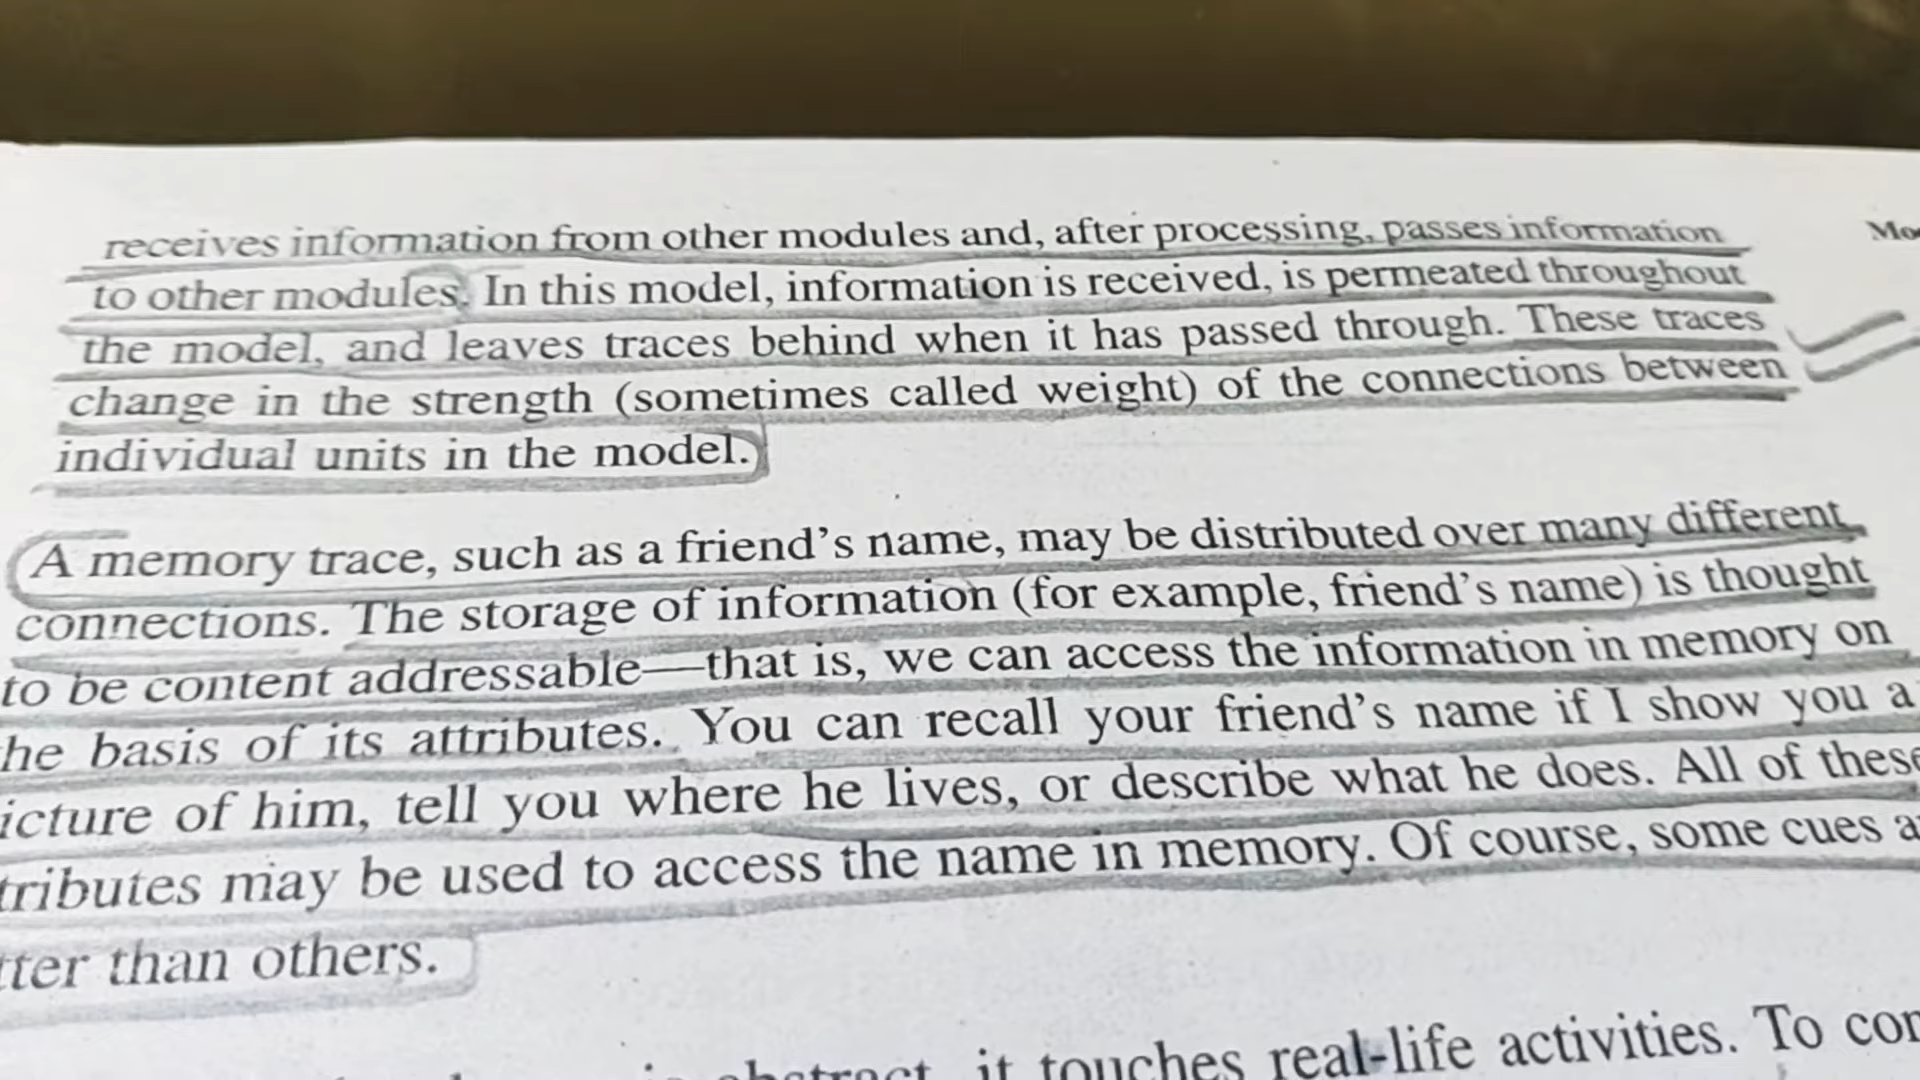 receives information from other modules and, after processing, passes information
to other modules. In this model, information is received, is permeated throughout
the model, and leaves traces behind when it has passed through. These traces
change in the strength (sometimes called weight) of the connections between
individual units in the model.
A memory trace, such as a friend's name, may be distributed over many different
connections. The storage of information (for example, friend's name) is thought
to be content addressable—that is, we can access the information in memory on
he basis of its attributes. You can recall your friend's name if I show you a
icture of him, tell you where he lives, or describe what he does. All of these
tributes may be used to access the name in memory. Of course, some cues a
tter than others.
abstract, it touches real-life activities. To con